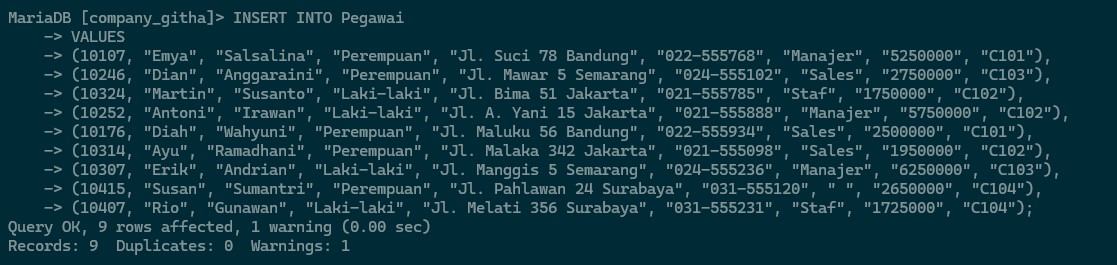 MariaDB [company_githa]> INSERT INTO Pegawai
    -> VALUES
    -> (10107, "Emya", "Salsalina", "Perempuan", "Jl. Suci 78 Bandung", "022-555768", "Manajer", "5250000", "C101"),
    -> (10246, "Dian", "Anggaraini", "Perempuan", "Jl. Mawar 5 Semarang", "024-555102", "Sales", "2750000", "C103"),
    -> (10324, "Martin", "Susanto", "Laki-laki", "Jl. Bima 51 Jakarta", "021-555785", "Staf", "1750000", "C102"),
    -> (10252, "Antoni", "Irawan", "Laki-laki", "Jl. A. Yani 15 Jakarta", "021-555888", "Manajer", "5750000", "C102"),
    -> (10176, "Diah", "Wahyuni", "Perempuan", "Jl. Maluku 56 Bandung", "022-555934", "Sales", "2500000", "C101"),
    -> (10314, "Ayu", "Ramadhani", "Perempuan", "Jl. Malaka 342 Jakarta", "021-555098", "Sales", "1950000", "C102"),
    -> (10307, "Erik", "Andrian", "Laki-laki", "Jl. Manggis 5 Semarang", "024-555236", "Manajer", "6250000", "C103"),
    -> (10415, "Susan", "Sumantri", "Perempuan", "Jl. Pahlawan 24 Surabaya", "031-555120", " ", "2650000", "C104"),
    -> (10407, "Rio", "Gunawan", "Laki-laki", "Jl. Melati 356 Surabaya", "031-555231", "Staf", "1725000", "C104");
Query OK, 9 rows affected, 1 warning (0.00 sec)
Records: 9  Duplicates: 0  Warnings: 1